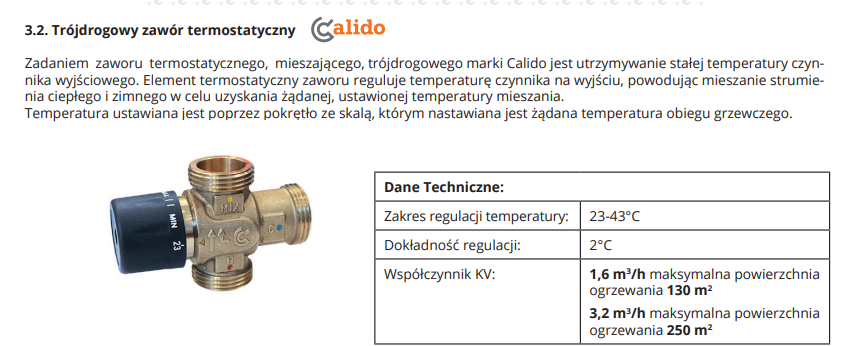 3.2. Trójdrogowy zawór termostatyczny Calido
Zadaniem zaworu termostatycznego, mieszającego, trójdrogowego marki Calido jest utrzymywanie stałej temperatury czyn-
nika wyjściowego. Element termostatyczny zaworu reguluje temperaturę czynnika na wyjściu, powodując mieszanie strumie-
nia ciepłego i zimnego w celu uzyskania żądanej, ustawionej temperatury mieszania.
Temperatura ustawiana jest poprzez pokrętło ze skalą, którym nastawiana jest żądana temperatura obiegu grzewczego.
MIX
MIN
23
Dane Techniczne:
Zakres regulacji temperatury: 23-43°C
Dokładność regulacji: 2°C
Współczynnik KV: 1,6 m³/h maksymalna powierzchnia
ogrzewania 130 m²
3,2 m³/h maksymalna powierzchnia
ogrzewania 250 m²